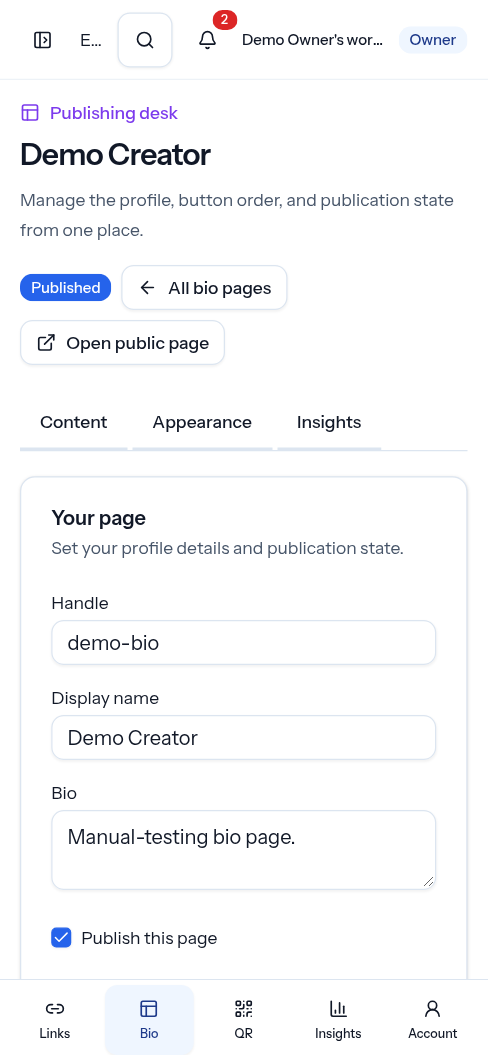 E...
2
Demo Owner's wor...
Owner
Publishing desk
Demo Creator
Manage the profile, button order, and publication state
from one place.
Published
All bio pages
Open public page
Content Appearance Insights
Your page
Set your profile details and publication state.
Handle
demo-bio
Display name
Demo Creator
Bio
Manual-testing bio page.
Publish this page
Links Bio QR Insights Account